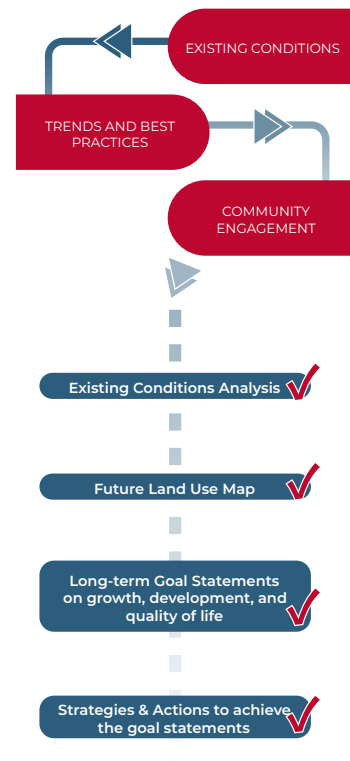 EXISTING CONDITIONS
TRENDS AND BEST
PRACTICES
COMMUNITY
ENGAGEMENT
Existing Conditions Analysis
Future Land Use Map
Long-term Goal Statements
on growth, development, and
quality of life
Strategies & Actions to achieve
the goal statements